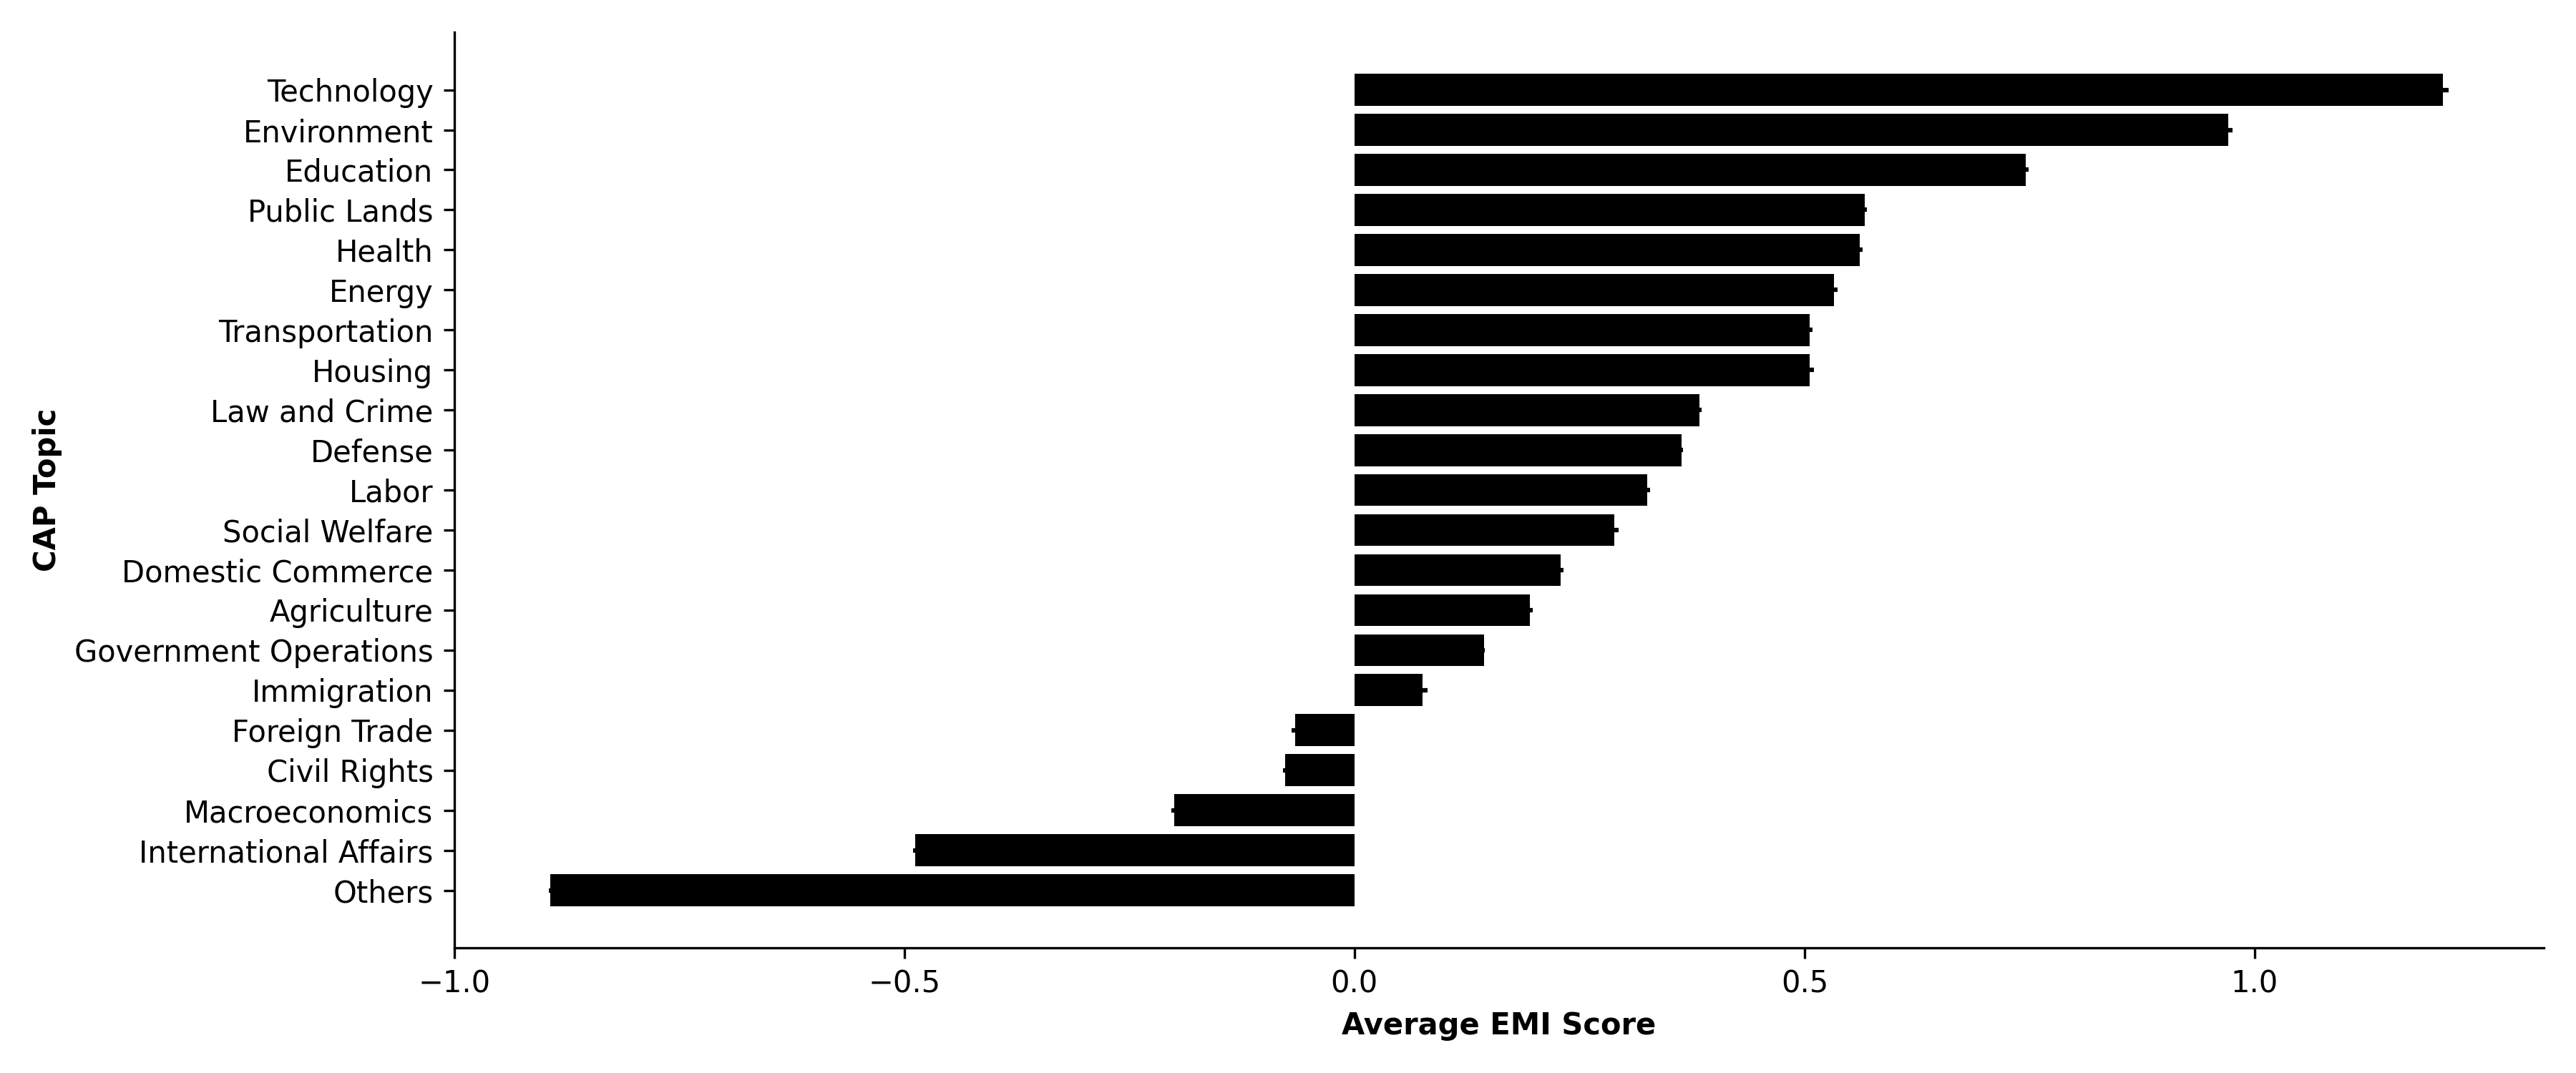 Technology
Environment
Education
Public Lands
Health
Energy
Transportation
Housing
Law and Crime
Defense
Labor
Social Welfare
Domestic Commerce
Agriculture
Government Operations
Immigration
Foreign Trade
Civil Rights
Macroeconomics
International Affairs
Others
CAP Topic
−1.0 −0.5 0.0 0.5 1.0
Average EMI Score